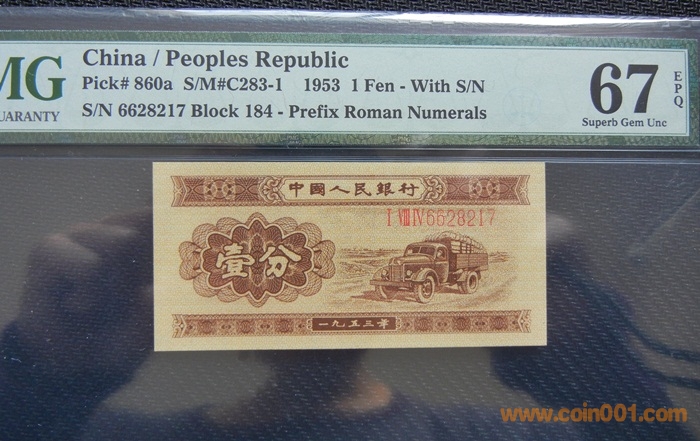 MG
UARANTY
China / Peoples Republic
Pick# 860a S/M#C283-1 1953 1 Fen - With S/N
S/N 6628217 Block 184 - Prefix Roman Numerals
67
EPQ
Superb Gem Unc
中國人民銀行
I VIII IV 6628217
壹分
一九五三年
www.coin001.com